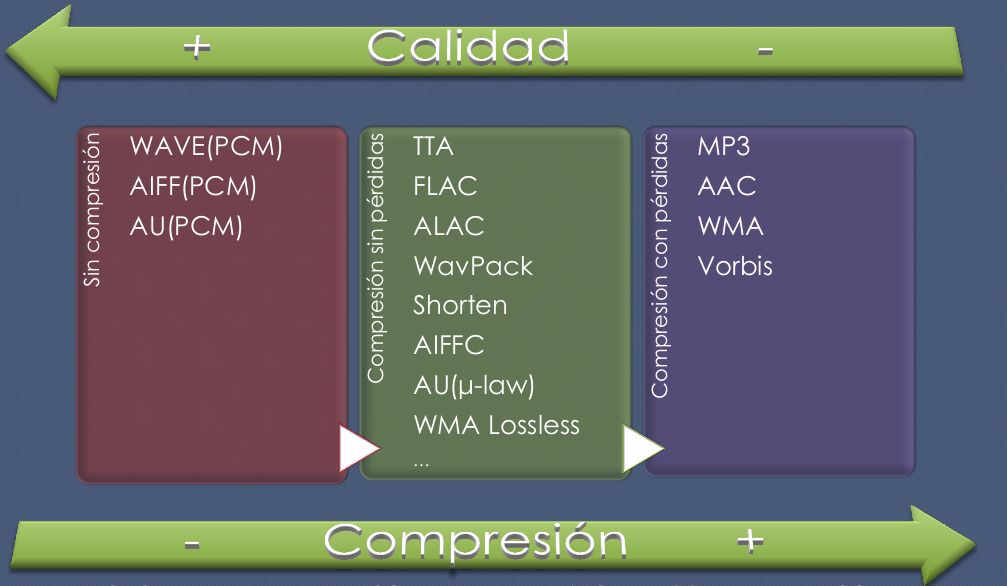 + Calidad -
Sin compresión
WAVE(PCM)
AIFF(PCM)
AU(PCM)
Compresión sin pérdidas
TTA
FLAC
ALAC
WavPack
Shorten
AIFFC
AU(µ-law)
WMA Lossless
...
Compresión con pérdidas
MP3
AAC
WMA
Vorbis
- Compresión +